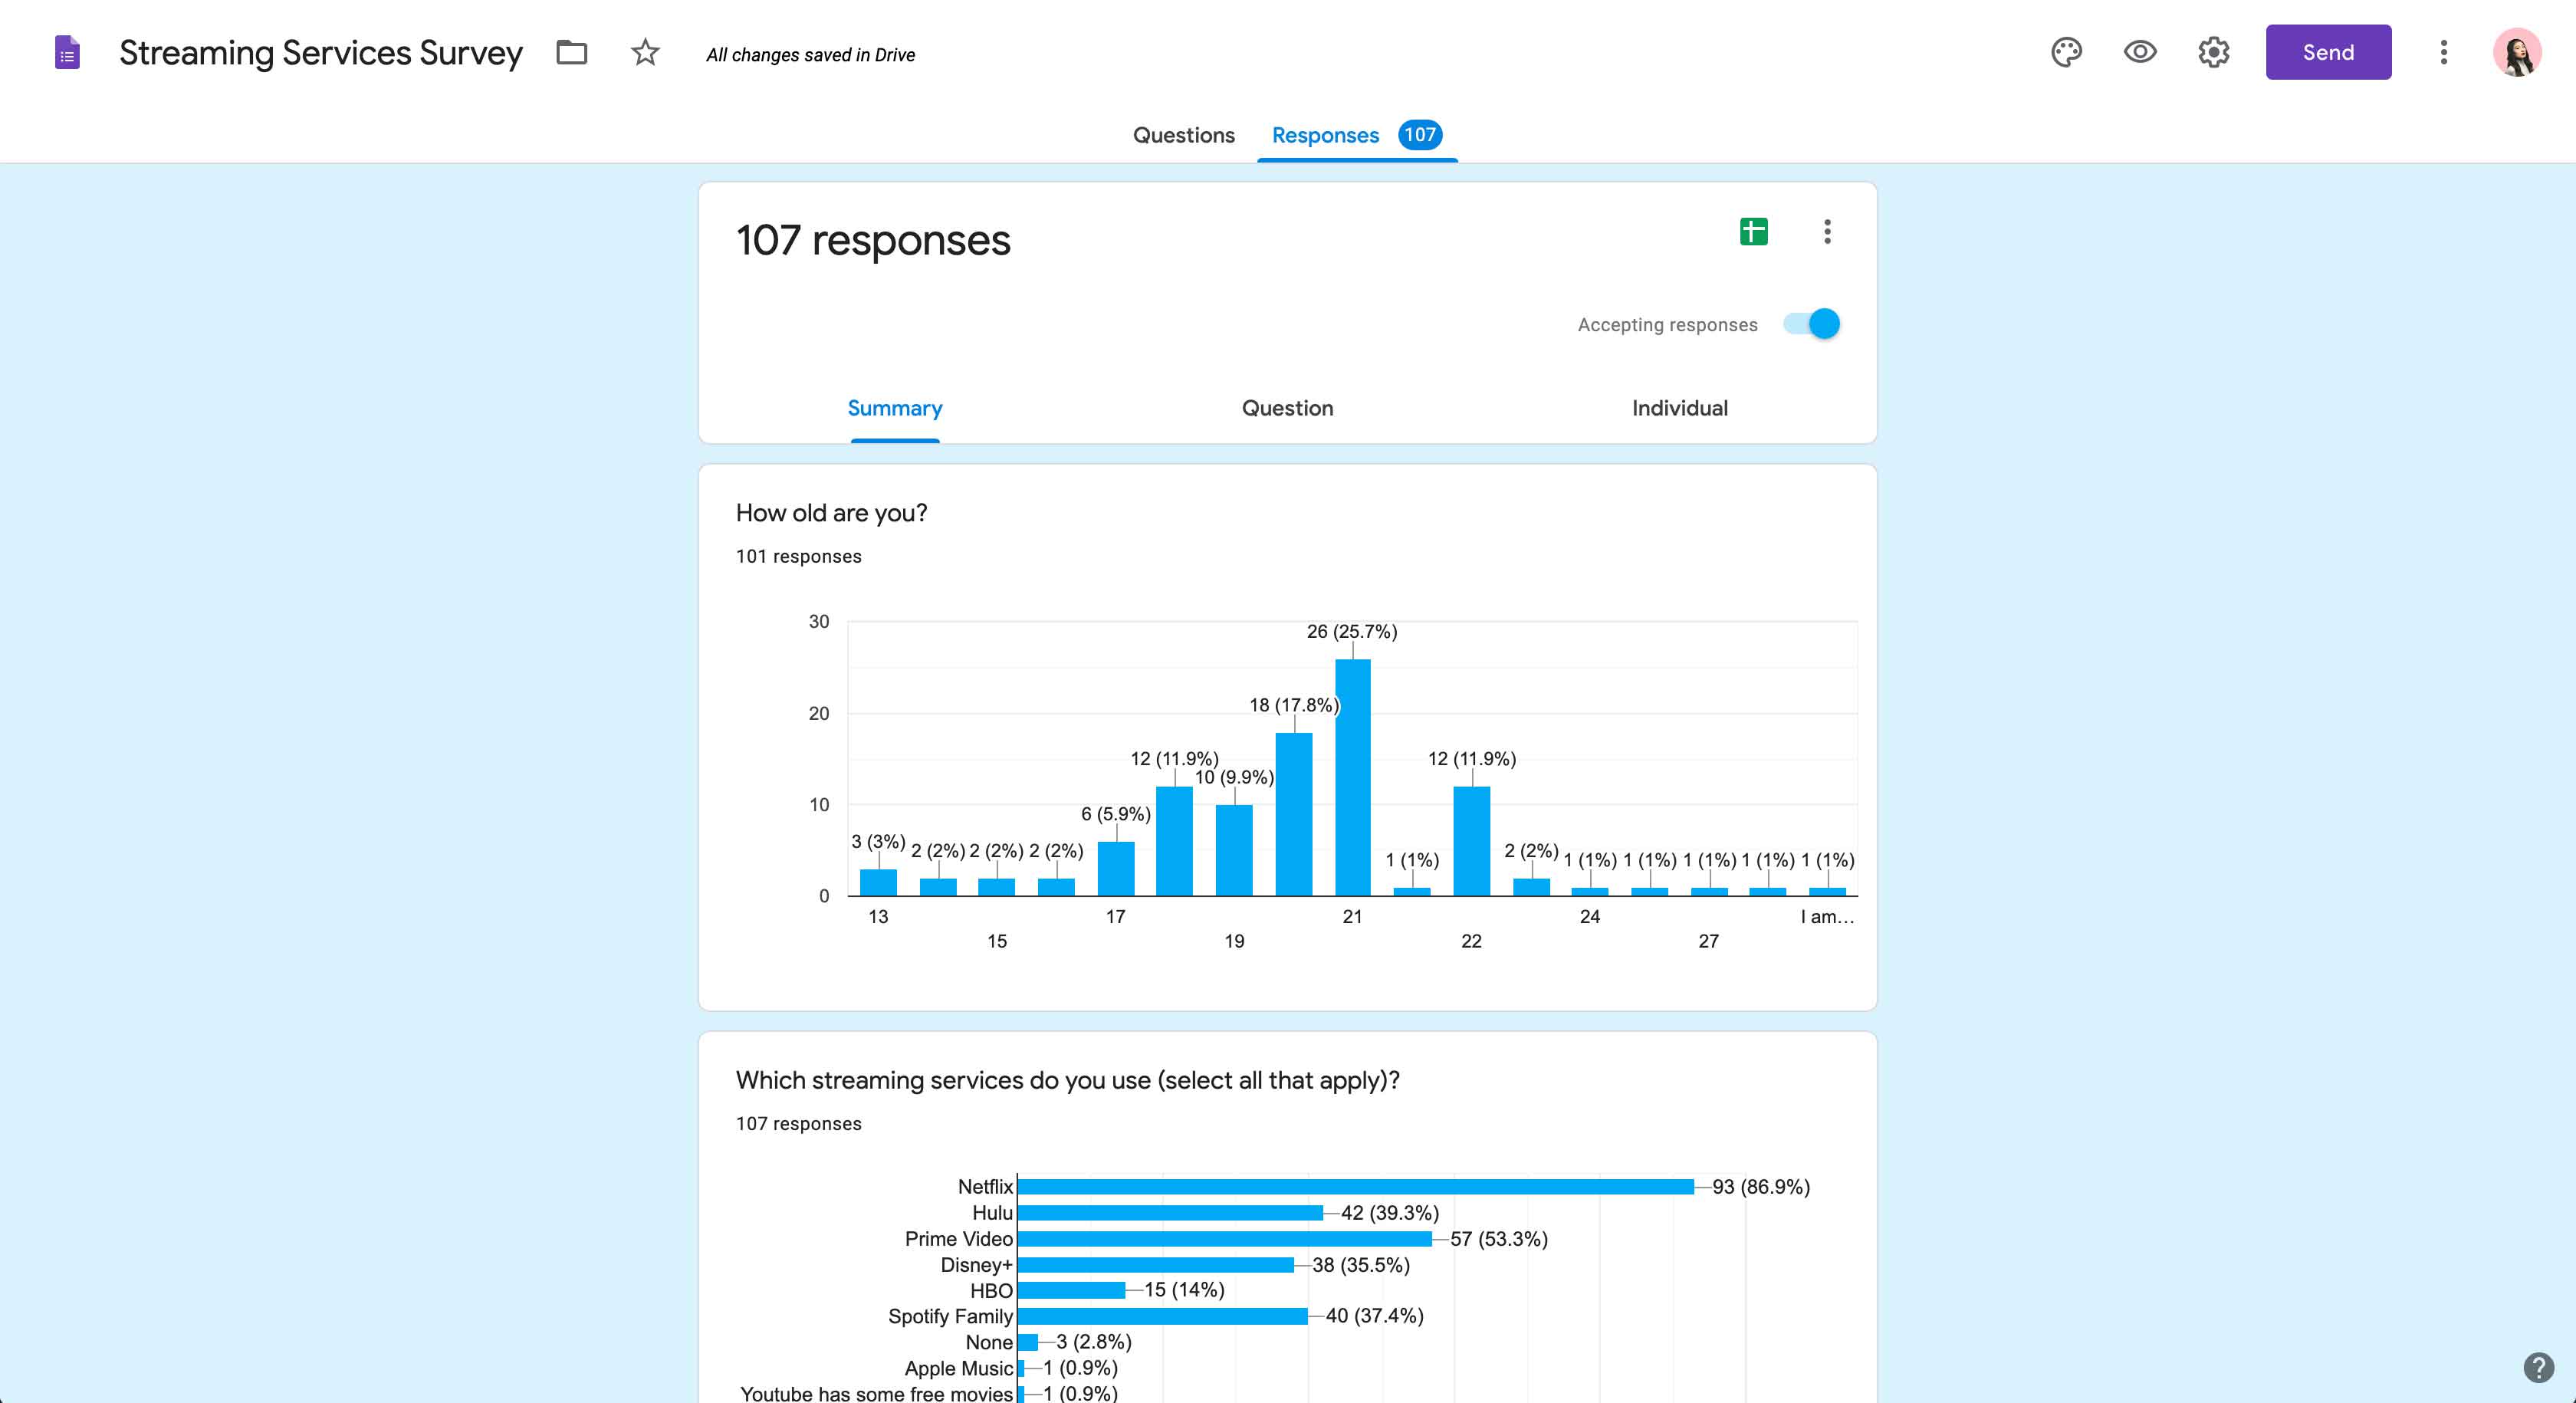 Streaming Services Survey
All changes saved in Drive
Send
Questions
Responses
107
107 responses
Accepting responses
Summary
Question
Individual
How old are you?
101 responses
30
20
10
0
3 (3%)
2 (2%)
2 (2%)
2 (2%)
6 (5.9%)
12 (11.9%)
10 (9.9%)
18 (17.8%)
26 (25.7%)
1 (1%)
12 (11.9%)
2 (2%)
1 (1%)
1 (1%)
1 (1%)
1 (1%)
1 (1%)
13
15
17
19
21
22
24
27
I am…
Which streaming services do you use (select all that apply)?
107 responses
Netflix 93 (86.9%)
Hulu 42 (39.3%)
Prime Video 57 (53.3%)
Disney+ 38 (35.5%)
HBO 15 (14%)
Spotify Family 40 (37.4%)
None 3 (2.8%)
Apple Music 1 (0.9%)
Youtube has some free movies 1 (0.9%)